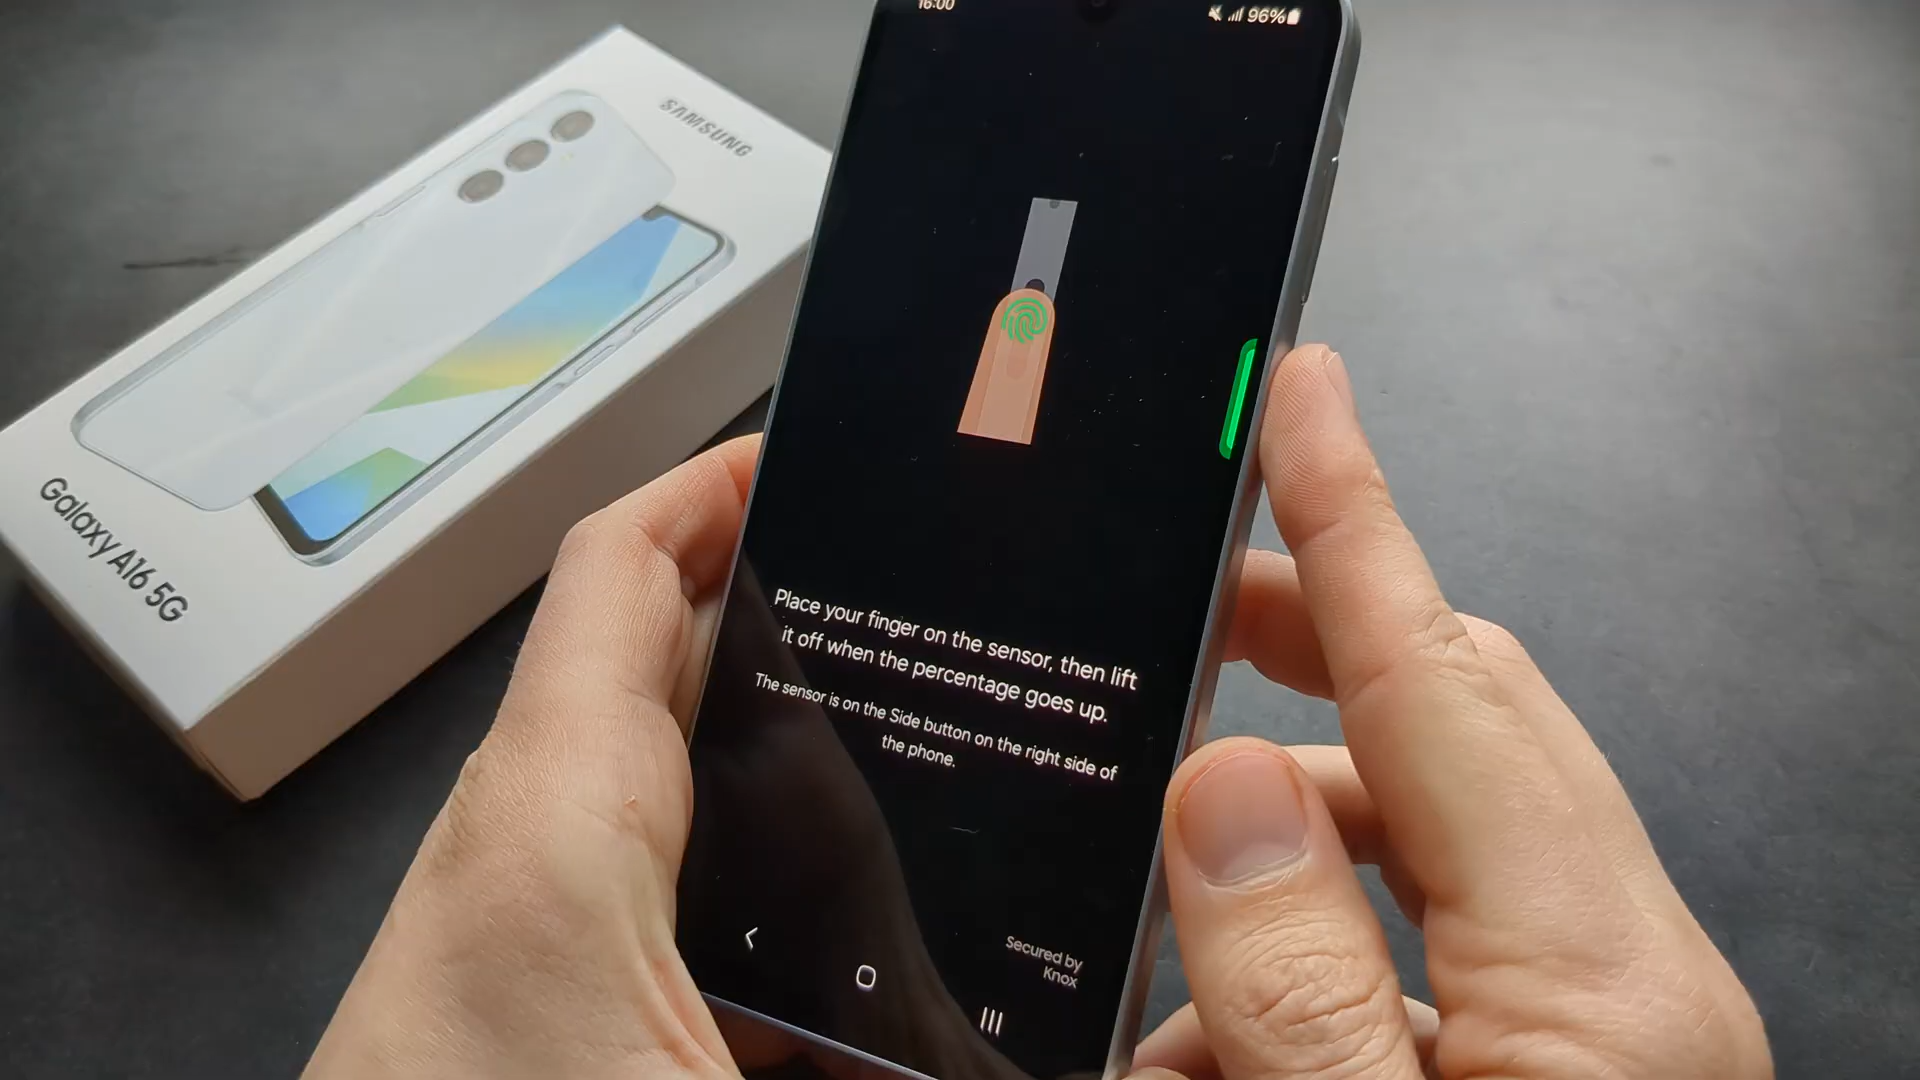 16:00
96%
SAMSUNG
Galaxy A16 5G
Place your finger on the sensor, then lift
it off when the percentage goes up.
The sensor is on the Side button on the right side of
the phone.
Secured by
Knox